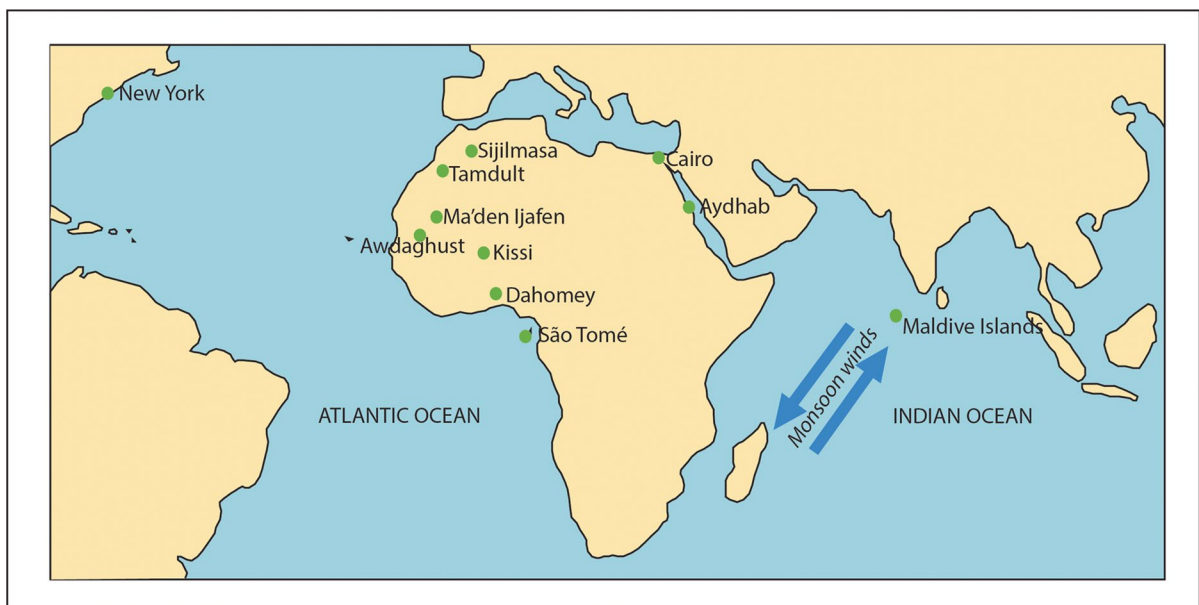 New York
Sijilmasa
Cairo
Tamdult
Aydhab
Ma'den Ijafen
Awdaghust
Kissi
Dahomey
Maldive Islands
São Tomé
Monsoon winds
ATLANTIC OCEAN
INDIAN OCEAN